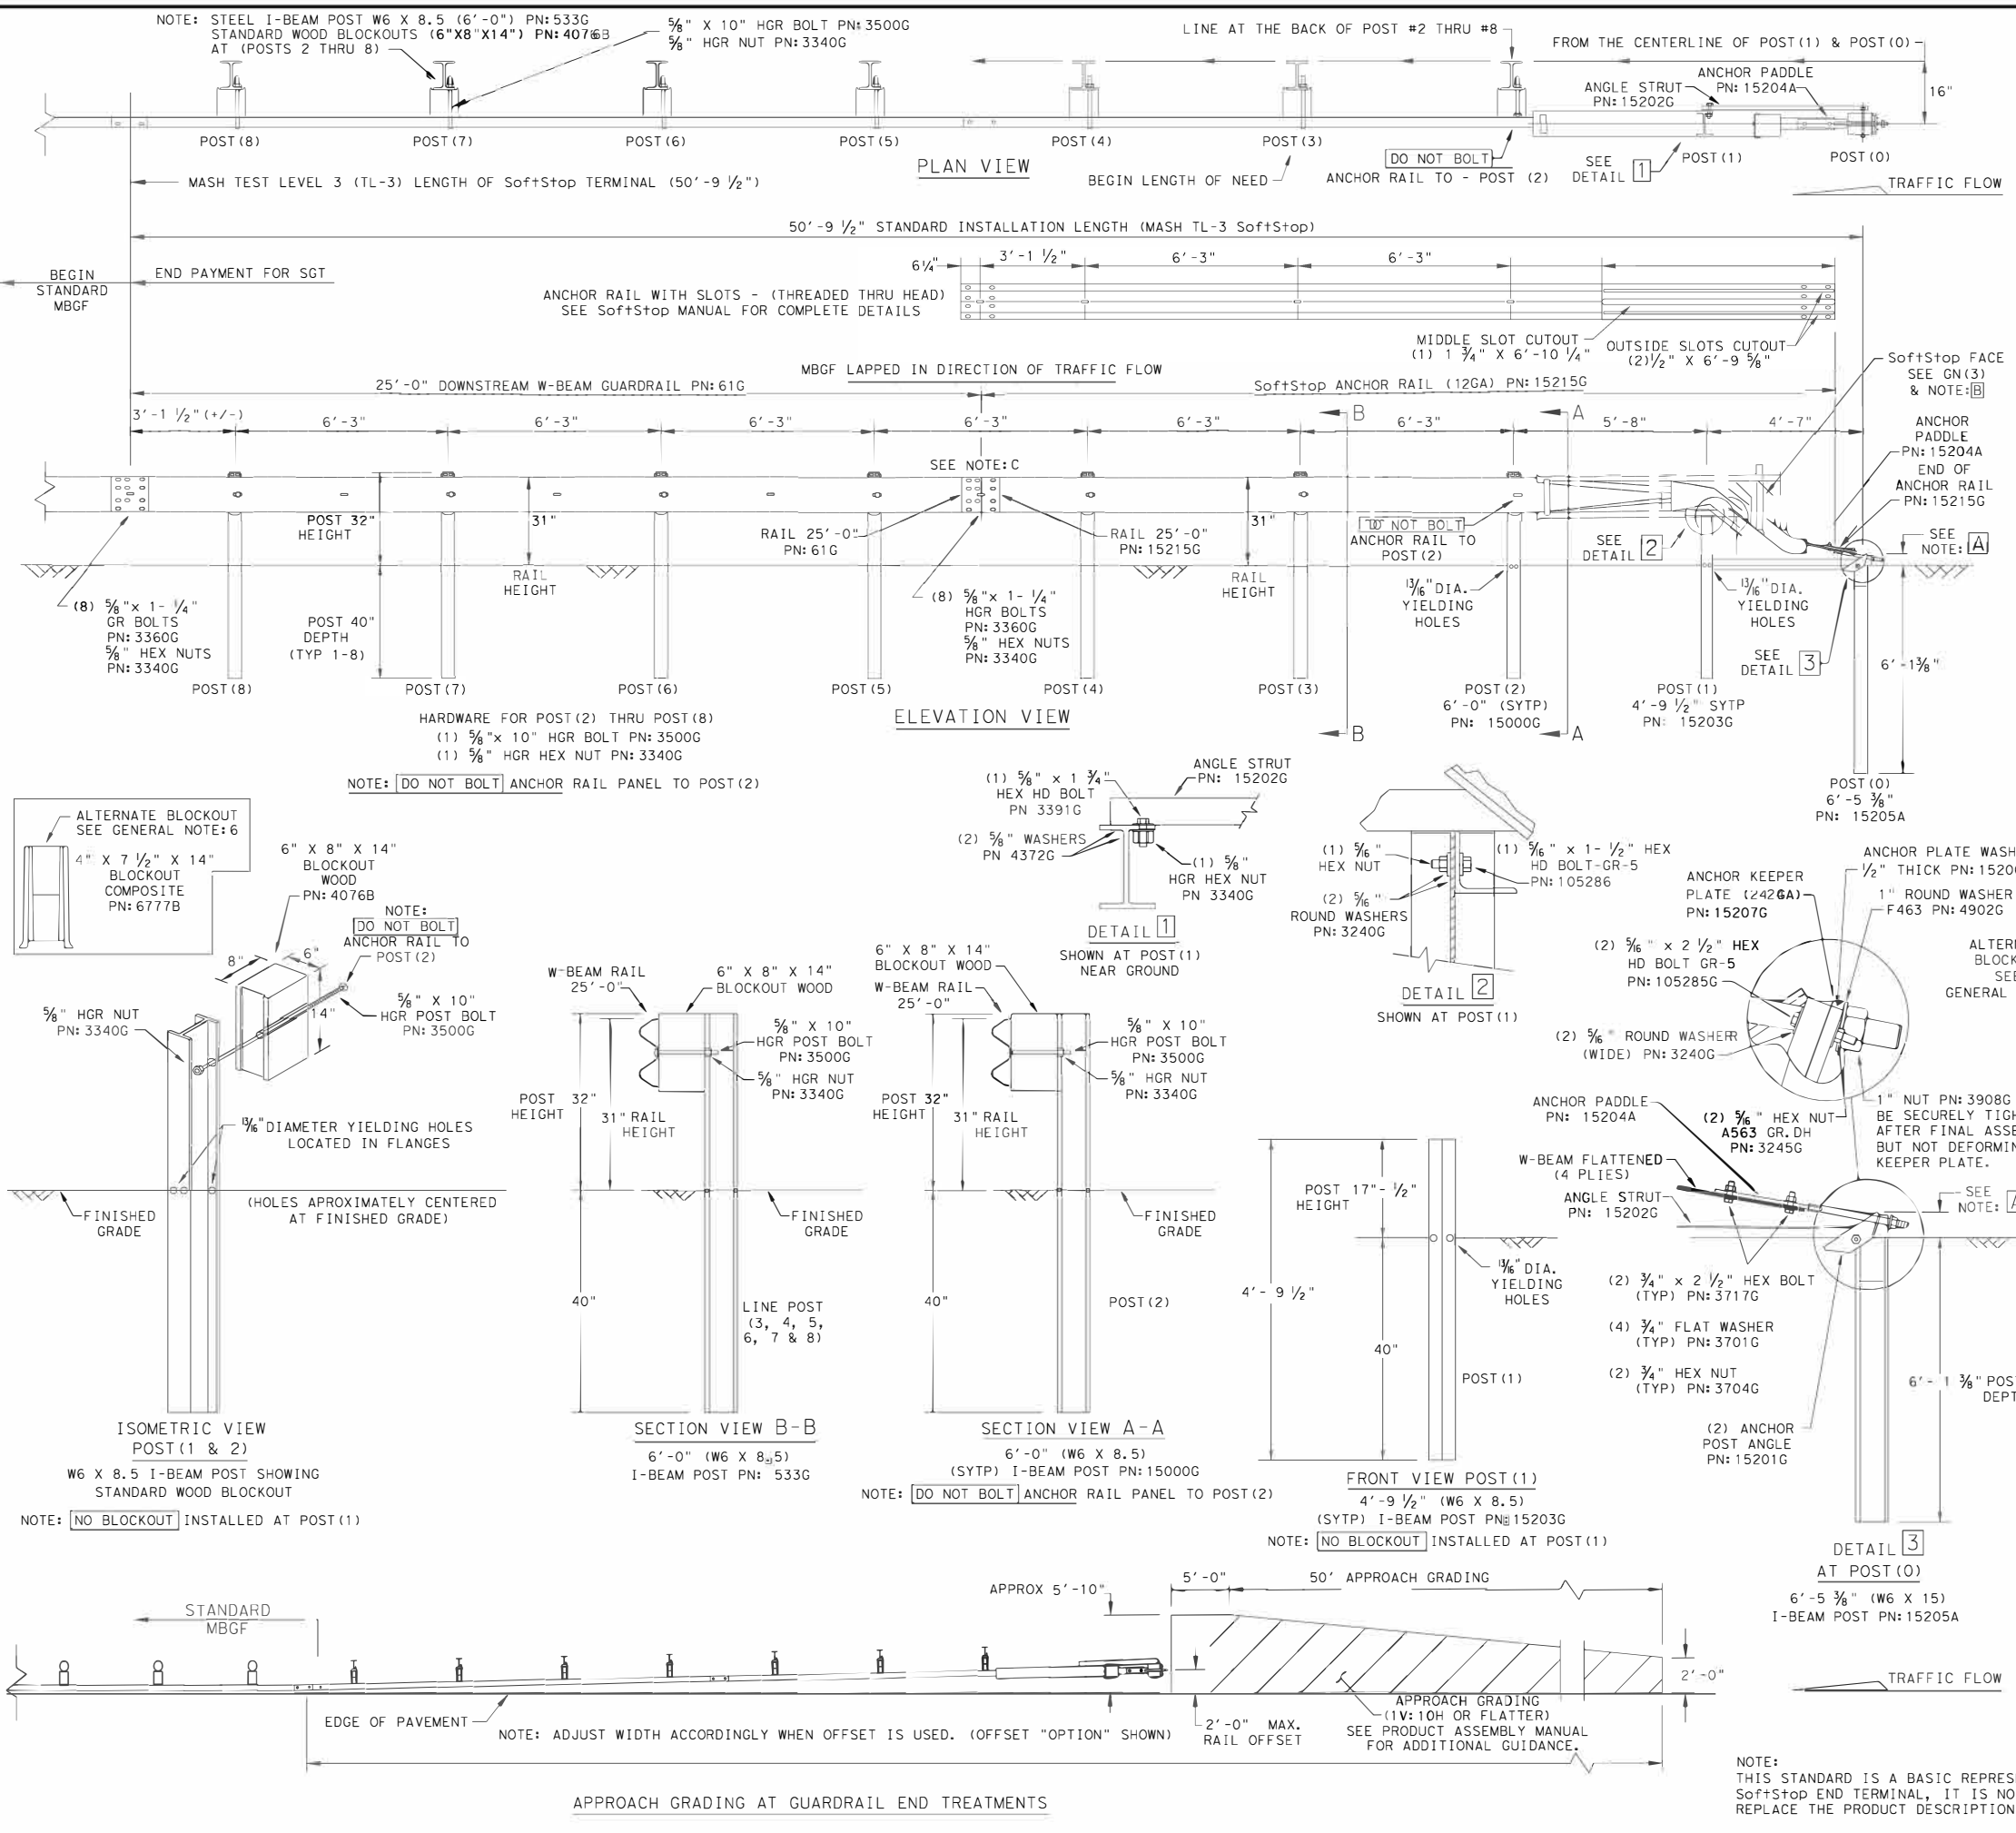 NOTE: STEEL I-BEAM POST W6 X 8.5 (6'-0") PN:533G
STANDARD WOOD BLOCKOUTS (6"X8"X14") PN:4076B
AT (POSTS 2 THRU 8)
5/8" X 10" HGR BOLT PN:3500G
5/8" HGR NUT PN:3340G
LINE AT THE BACK OF POST #2 THRU #8
FROM THE CENTERLINE OF POST(1) & POST(0)
ANCHOR PADDLE
PN:15204A
ANGLE STRUT
PN:15202G
16"
POST(8)
POST(7)
POST(6)
POST(5)
POST(4)
POST(3)
POST(1)
POST(0)
PLAN VIEW
BEGIN LENGTH OF NEED
DO NOT BOLT
ANCHOR RAIL TO - POST (2)
SEE
DETAIL 1
TRAFFIC FLOW
MASH TEST LEVEL 3 (TL-3) LENGTH OF SoftStop TERMINAL (50'-9 1/2")
50'-9 1/2" STANDARD INSTALLATION LENGTH (MASH TL-3 SoftStop)
BEGIN
STANDARD
MBGF
END PAYMENT FOR SGT
6 1/4"
3'-1 1/2"
6'-3"
6'-3"
ANCHOR RAIL WITH SLOTS - (THREADED THRU HEAD)
SEE SoftStop MANUAL FOR COMPLETE DETAILS
MIDDLE SLOT CUTOUT
(1) 1 3/4" X 6'-10 1/4"
OUTSIDE SLOTS CUTOUT
(2)1/2" X 6'-9 5/8"
MBGF LAPPED IN DIRECTION OF TRAFFIC FLOW
25'-0" DOWNSTREAM W-BEAM GUARDRAIL PN:61G
SoftStop ANCHOR RAIL (12GA) PN:15215G
SoftStop FACE
SEE GN(3)
& NOTE:B
3'-1 1/2"(+/-)
6'-3"
6'-3"
6'-3"
6'-3"
6'-3"
6'-3"
5'-8"
4'-7"
B
A
ANCHOR
PADDLE
PN:15204A
END OF
ANCHOR RAIL
PN:15215G
SEE NOTE:C
POST 32"
HEIGHT
31"
RAIL
HEIGHT
RAIL 25'-0"
PN:61G
RAIL 25'-0"
PN:15215G
31"
RAIL
HEIGHT
DO NOT BOLT
ANCHOR RAIL TO
POST(2)
SEE
DETAIL 2
SEE
NOTE: A
(8) 5/8"x 1- 1/4"
GR BOLTS
PN:3360G
5/8" HEX NUTS
PN:3340G
POST 40"
DEPTH
(TYP 1-8)
(8) 5/8"x 1- 1/4"
HGR BOLTS
PN:3360G
5/8" HEX NUTS
PN:3340G
13/16" DIA.
YIELDING
HOLES
13/16" DIA.
YIELDING
HOLES
SEE
DETAIL 3
6'-1 3/8"
POST(8)
POST(7)
POST(6)
POST(5)
POST(4)
POST(3)
POST(2)
6'-0" (SYTP)
PN: 15000G
POST(1)
4'-9 1/2" SYTP
PN: 15203G
HARDWARE FOR POST(2) THRU POST(8)
(1) 5/8"x 10" HGR BOLT PN:3500G
(1) 5/8" HGR HEX NUT PN:3340G
ELEVATION VIEW
B
A
NOTE: DO NOT BOLT ANCHOR RAIL PANEL TO POST(2)
POST(0)
6'-5 3/8"
PN: 15205A
ALTERNATE BLOCKOUT
SEE GENERAL NOTE:6
4" X 7 1/2" X 14"
BLOCKOUT
COMPOSITE
PN:6777B
6" X 8" X 14"
BLOCKOUT
WOOD
PN:4076B
NOTE:
DO NOT BOLT
ANCHOR RAIL TO
POST(2)
8"
6"
14"
5/8" X 10"
HGR POST BOLT
PN:3500G
5/8" HGR NUT
PN:3340G
13/16"DIAMETER YIELDING HOLES
LOCATED IN FLANGES
(HOLES APROXIMATELY CENTERED
AT FINISHED GRADE)
FINISHED
GRADE
ISOMETRIC VIEW
POST(1 & 2)
W6 X 8.5 I-BEAM POST SHOWING
STANDARD WOOD BLOCKOUT
NOTE: NO BLOCKOUT INSTALLED AT POST(1)
W-BEAM RAIL
25'-0"
6" X 8" X 14"
BLOCKOUT WOOD
5/8" X 10"
HGR POST BOLT
PN:3500G
5/8" HGR NUT
PN:3340G
POST 32"
HEIGHT
31" RAIL
HEIGHT
FINISHED
GRADE
40"
LINE POST
(3, 4, 5,
6, 7 & 8)
SECTION VIEW B-B
6'-0" (W6 X 8.5)
I-BEAM POST PN: 533G
6" X 8" X 14"
BLOCKOUT WOOD
W-BEAM RAIL
25'-0"
5/8" X 10"
HGR POST BOLT
PN:3500G
5/8" HGR NUT
PN:3340G
POST 32"
HEIGHT
31" RAIL
HEIGHT
FINISHED
GRADE
40"
POST(2)
SECTION VIEW A-A
6'-0" (W6 X 8.5)
(SYTP) I-BEAM POST PN:15000G
NOTE: DO NOT BOLT ANCHOR RAIL PANEL TO POST(2)
(1) 5/8" x 1 3/4"
HEX HD BOLT
PN 3391G
ANGLE STRUT
PN: 15202G
(2) 5/8" WASHERS
PN 4372G
(1) 5/8"
HGR HEX NUT
PN 3340G
DETAIL 1
SHOWN AT POST(1)
NEAR GROUND
(1) 5/16"
HEX NUT
(1) 5/16" x 1- 1/2" HEX
HD BOLT-GR-5
PN:105286
(2) 5/16"
ROUND WASHERS
PN:3240G
DETAIL 2
SHOWN AT POST(1)
ANCHOR PLATE WASH
1/2" THICK PN:1520
ANCHOR KEEPER
PLATE (24 GA)
PN:15207G
1" ROUND WASHER
F463 PN:4902G
(2) 5/16" x 2 1/2" HEX
HD BOLT GR-5
PN:105285G
ALTER
BLOCK
SEE
GENERAL
(2) 5/16" ROUND WASHER
(WIDE) PN:3240G
ANCHOR PADDLE
PN: 15204A
(2) 5/16" HEX NUT
A563 GR.DH
PN:3245G
1" NUT PN:3908G
BE SECURELY TIGH
AFTER FINAL ASSE
BUT NOT DEFORMIN
KEEPER PLATE.
W-BEAM FLATTENED
(4 PLIES)
ANGLE STRUT
PN: 15202G
SEE
NOTE: A
POST 17"- 1/2"
HEIGHT
4'- 9 1/2"
40"
13/16" DIA.
YIELDING
HOLES
POST(1)
(2) 3/4" x 2 1/2" HEX BOLT
(TYP) PN:3717G
(4) 3/4" FLAT WASHER
(TYP) PN:3701G
(2) 3/4" HEX NUT
(TYP) PN:3704G
6'- 1 3/8" POS
DEPT
(2) ANCHOR
POST ANGLE
PN:15201G
FRONT VIEW POST(1)
4'-9 1/2" (W6 X 8.5)
(SYTP) I-BEAM POST PN:15203G
NOTE: NO BLOCKOUT INSTALLED AT POST(1)
DETAIL 3
AT POST(0)
6'-5 3/8" (W6 X 15)
I-BEAM POST PN:15205A
STANDARD
MBGF
APPROX 5'-10"
5'-0"
50' APPROACH GRADING
2'-0"
TRAFFIC FLOW
EDGE OF PAVEMENT
NOTE: ADJUST WIDTH ACCORDINGLY WHEN OFFSET IS USED. (OFFSET "OPTION" SHOWN)
2'-0" MAX.
RAIL OFFSET
APPROACH GRADING
(1V:10H OR FLATTER)
SEE PRODUCT ASSEMBLY MANUAL
FOR ADDITIONAL GUIDANCE.
APPROACH GRADING AT GUARDRAIL END TREATMENTS
NOTE:
THIS STANDARD IS A BASIC REPRES
SoftStop END TERMINAL, IT IS NO
REPLACE THE PRODUCT DESCRIPTION